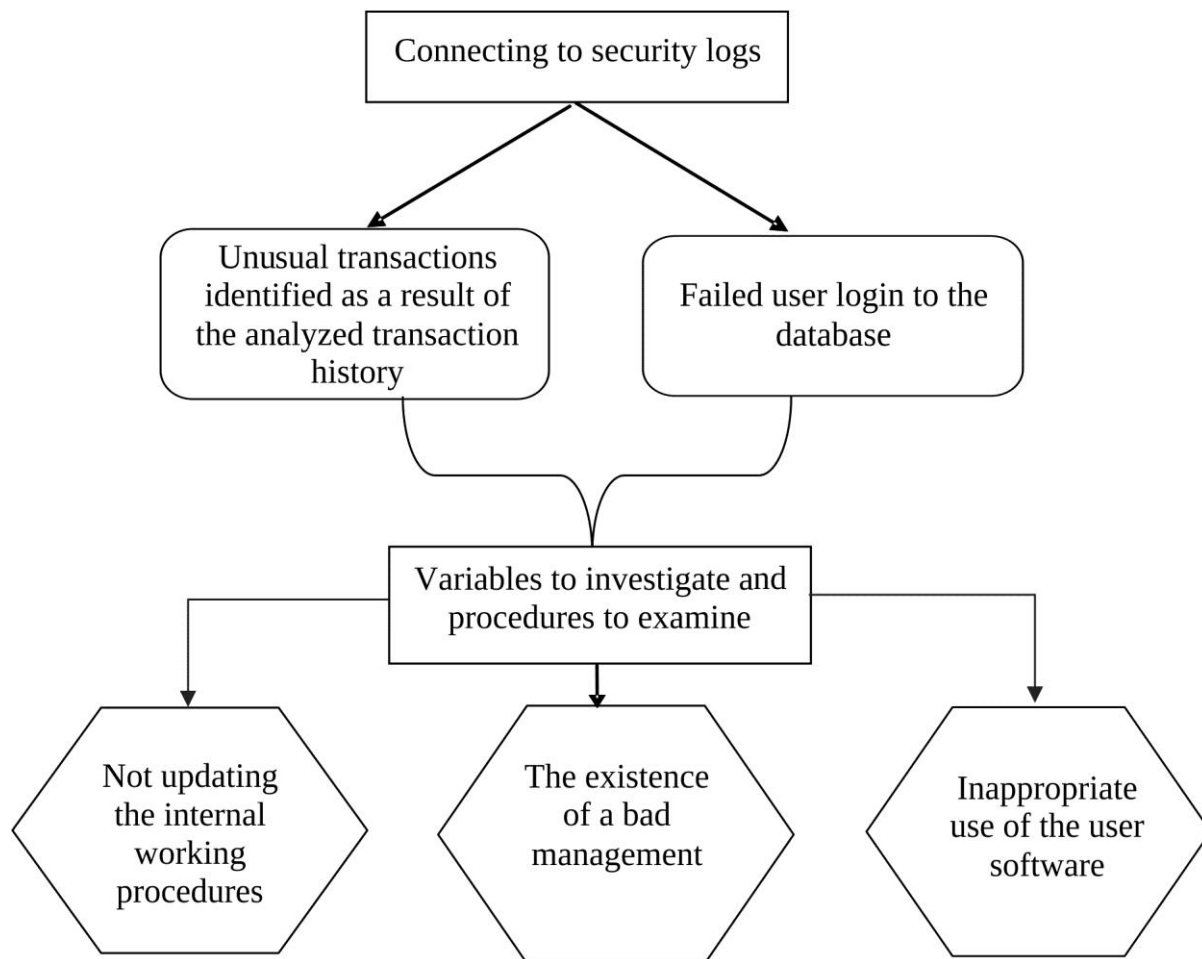 Connecting to security logs
Unusual transactions
identified as a result of
the analyzed transaction
history
Failed user login to the
database
Variables to investigate and
procedures to examine
Not updating
the internal
working
procedures
The existence
of a bad
management
Inappropriate
use of the user
software